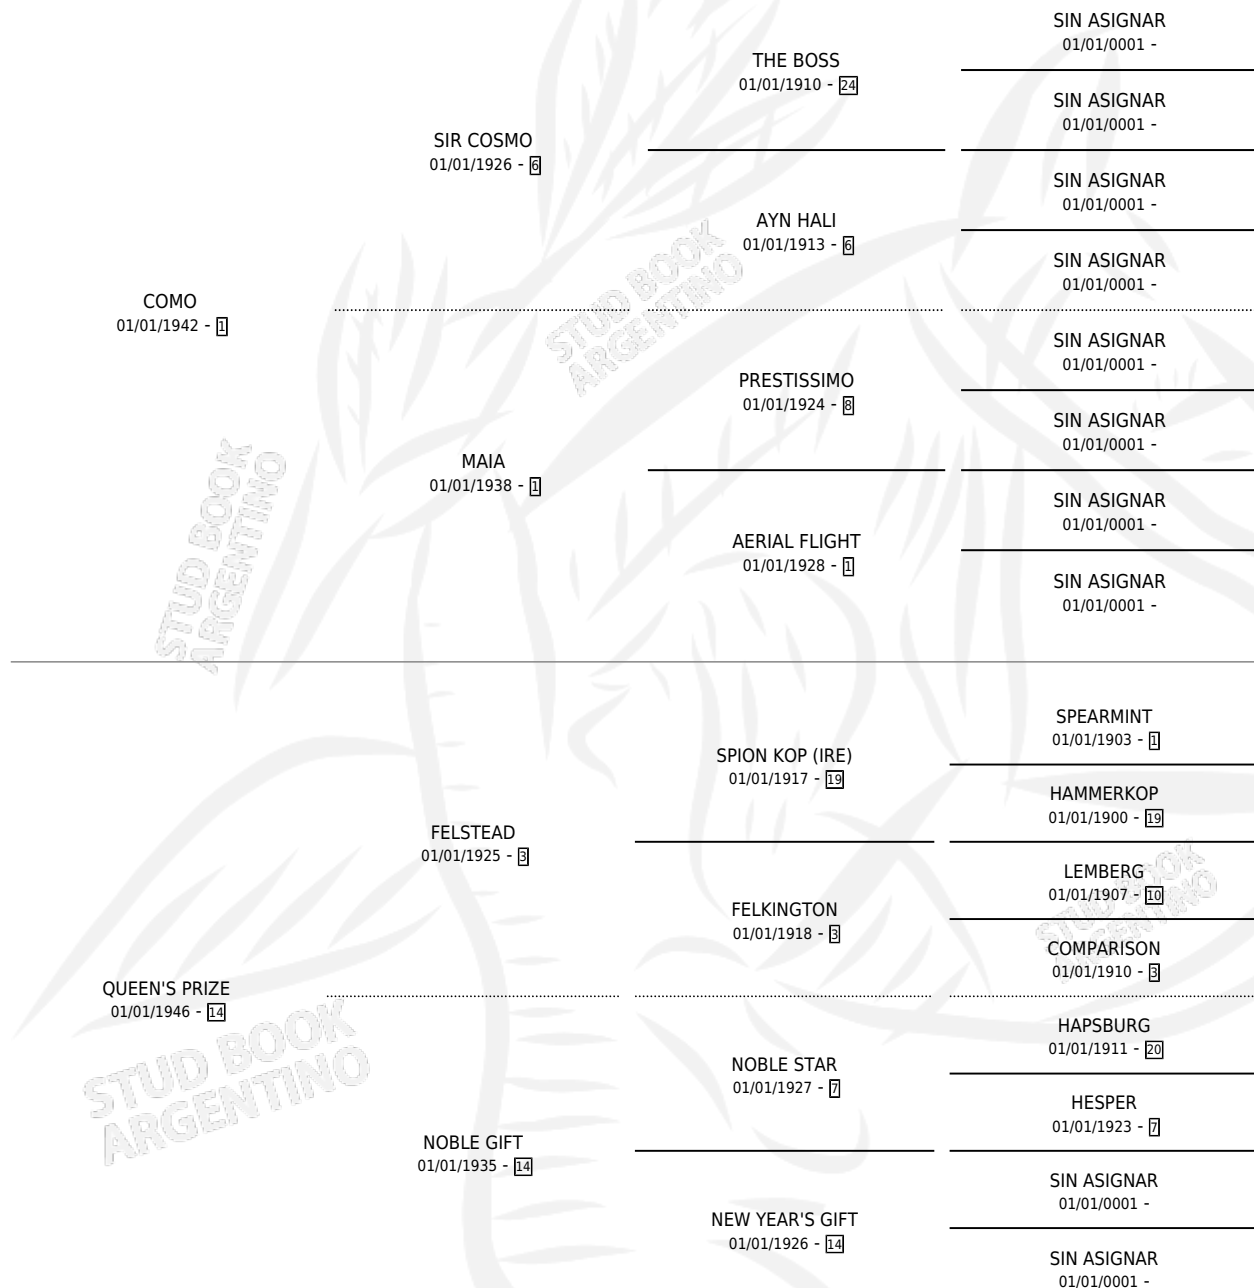 SIN ASIGNAR
01/01/0001 -
THE BOSS
01/01/1910 - 24
SIN ASIGNAR
01/01/0001 -
SIR COSMO
01/01/1926 - 6
SIN ASIGNAR
01/01/0001 -
AYN HALI
01/01/1913 - 6
SIN ASIGNAR
01/01/0001 -
COMO
01/01/1942 - 1
STUD BOOK
ARGENTINO
SIN ASIGNAR
01/01/0001 -
PRESTISSIMO
01/01/1924 - 8
SIN ASIGNAR
01/01/0001 -
MAIA
01/01/1938 - 1
SIN ASIGNAR
01/01/0001 -
AERIAL FLIGHT
01/01/1928 - 1
SIN ASIGNAR
01/01/0001 -
STUD BOOK
ARGENTINO
SPEARMINT
01/01/1903 - 1
SPION KOP (IRE)
01/01/1917 - 19
HAMMERKOP
01/01/1900 - 19
FELSTEAD
01/01/1925 - 3
LEMBERG
01/01/1907 - 10
FELKINGTON
01/01/1918 - 3
STUD BOOK
ARGENTINO
COMPARISON
01/01/1910 - 3
QUEEN'S PRIZE
01/01/1946 - 14
HAPSBURG
01/01/1911 - 20
NOBLE STAR
01/01/1927 - 7
STUD BOOK
ARGENTINO
HESPER
01/01/1923 - 7
NOBLE GIFT
01/01/1935 - 14
SIN ASIGNAR
01/01/0001 -
NEW YEAR'S GIFT
01/01/1926 - 14
SIN ASIGNAR
01/01/0001 -